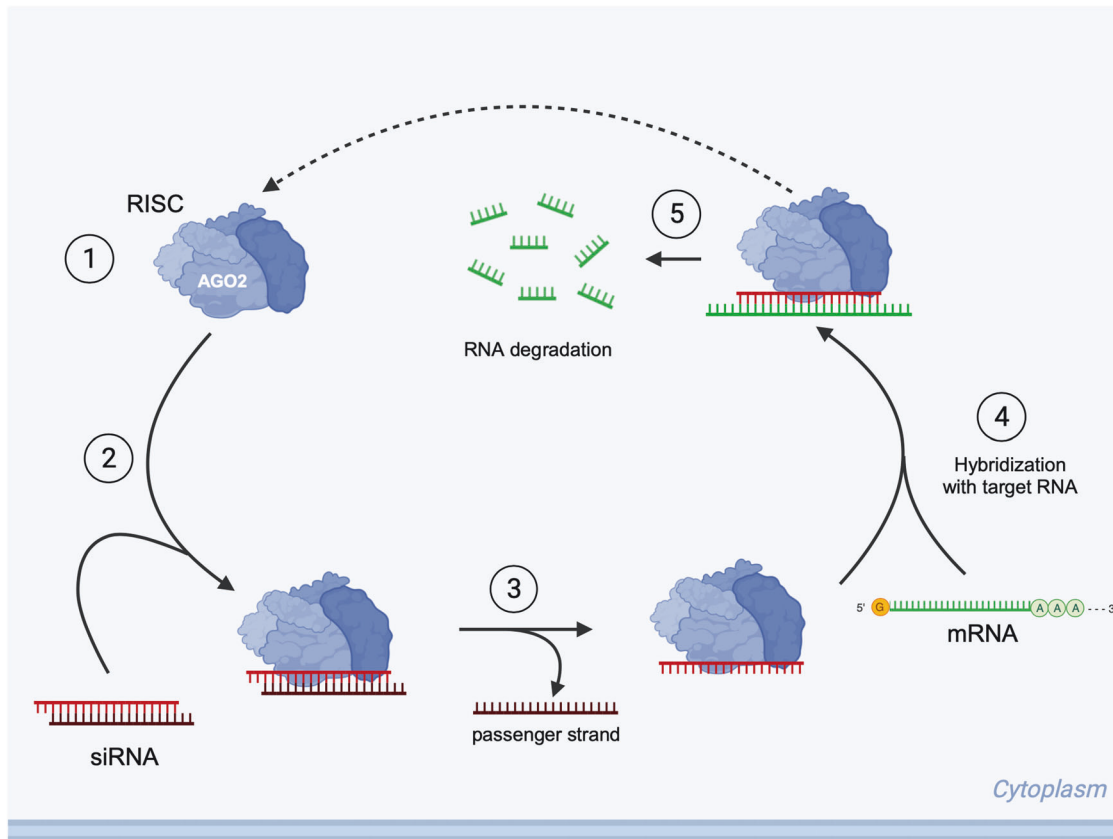 RISC
1
AGO2
5
RNA degradation
2
4
Hybridization
with target RNA
3
5' G A A A ---3
mRNA
passenger strand
siRNA
Cytoplasm